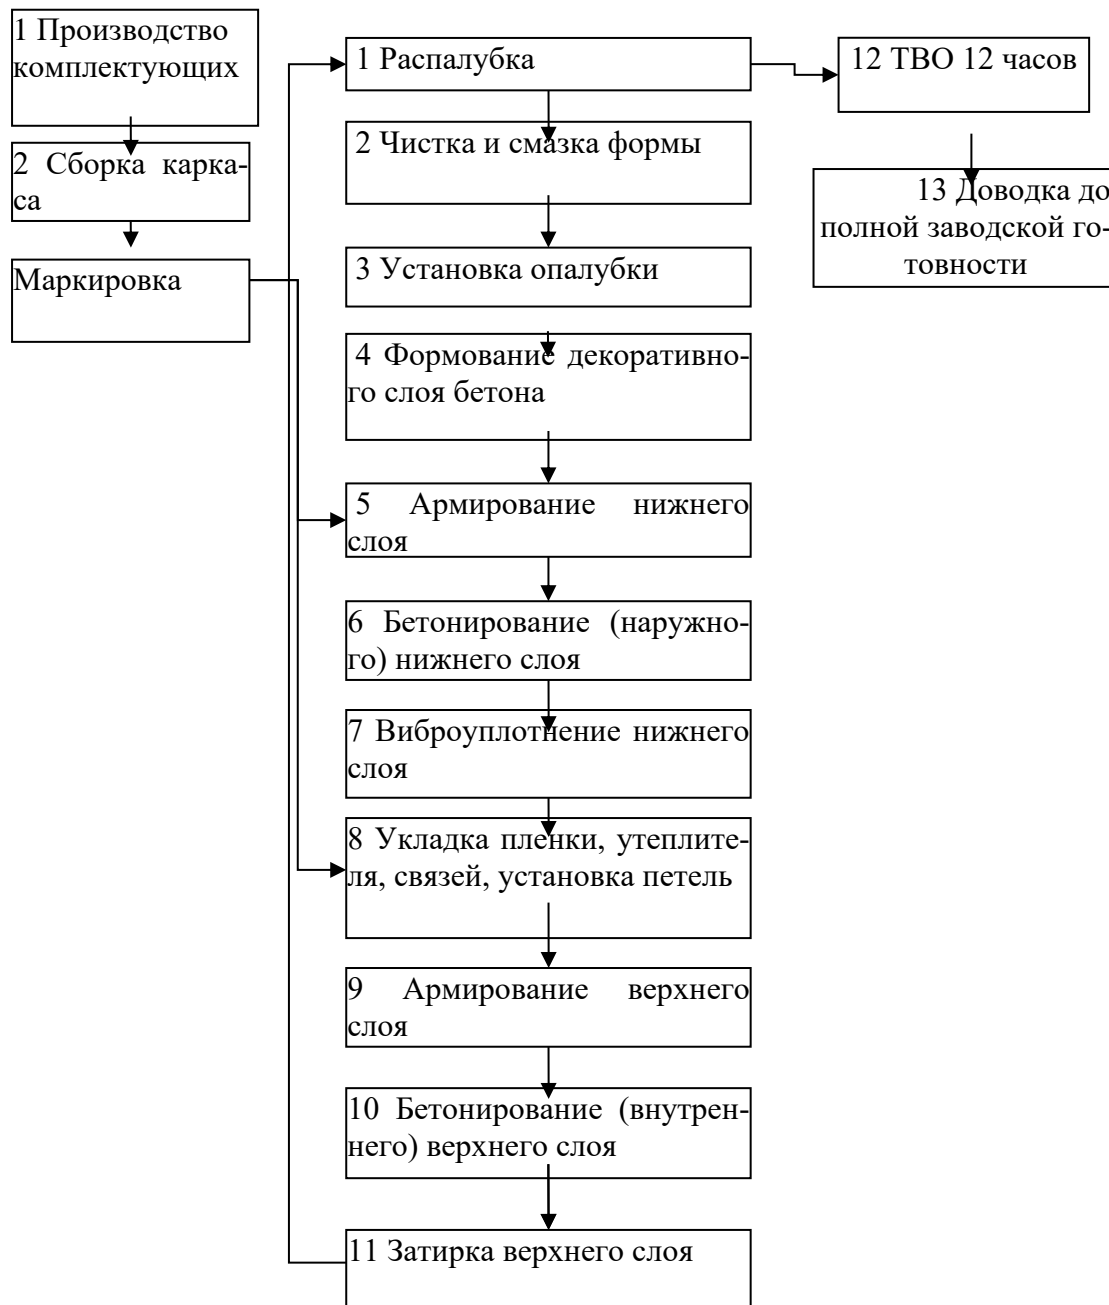 1 Производство
комплектующих
2 Сборка карка-
са
Маркировка
1 Распалубка
2 Чистка и смазка формы
3 Установка опалубки
4 Формование декоративно-
го слоя бетона
5 Армирование нижнего
слоя
6 Бетонирование (наружно-
го) нижнего слоя
7 Виброуплотнение нижнего
слоя
8 Укладка пленки, утеплите-
ля, связей, установка петель
9 Армирование верхнего
слоя
10 Бетонирование (внутрен-
него) верхнего слоя
11 Затирка верхнего слоя
12 ТВО 12 часов
13 Доводка до
полной заводской го-
товности